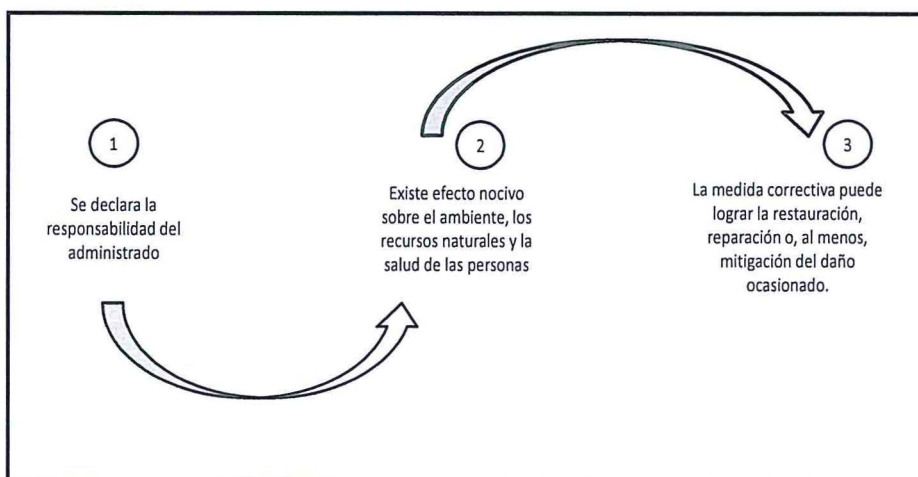 1
Se declara la
responsabilidad del
administrado
2
Existe efecto nocivo
sobre el ambiente, los
recursos naturales y la
salud de las personas
3
La medida correctiva puede
lograr la restauración,
reparación o, al menos,
mitigación del daño
ocasionado.